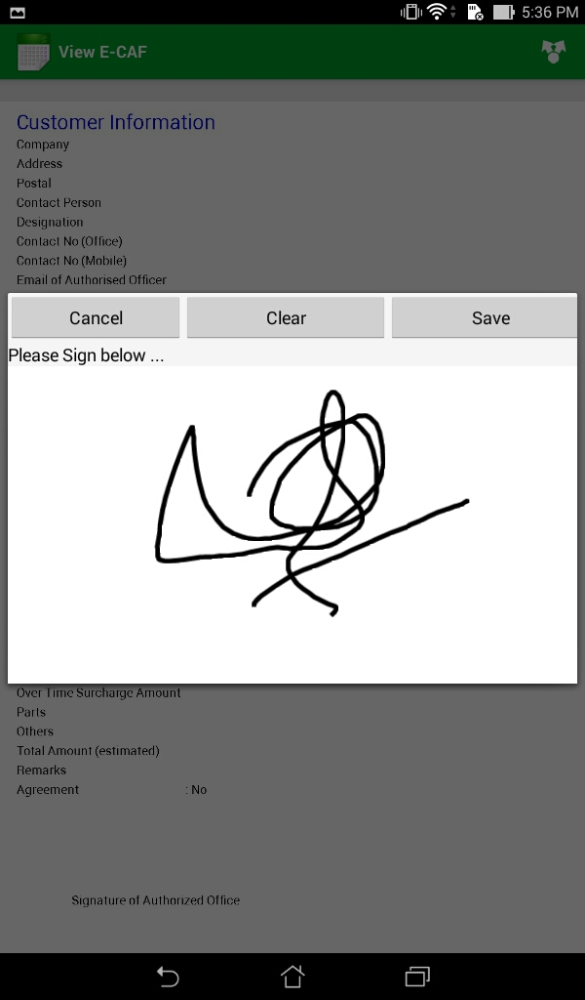 5:36 PM
View E-CAF
Customer Information
Company
Address
Postal
Contact Person
Designation
Contact No (Office)
Contact No (Mobile)
Email of Authorised Officer
Cancel Clear Save
Please Sign below ...
Over Time Surcharge Amount
Parts
Others
Total Amount (estimated)
Remarks
Agreement : No
Signature of Authorized Office